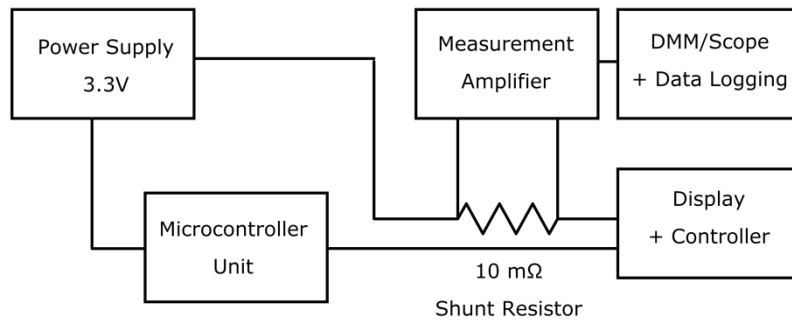 Power Supply
3.3V
Measurement
Amplifier
DMM/Scope
+ Data Logging
Microcontroller
Unit
Display
+ Controller
10 mΩ
Shunt Resistor